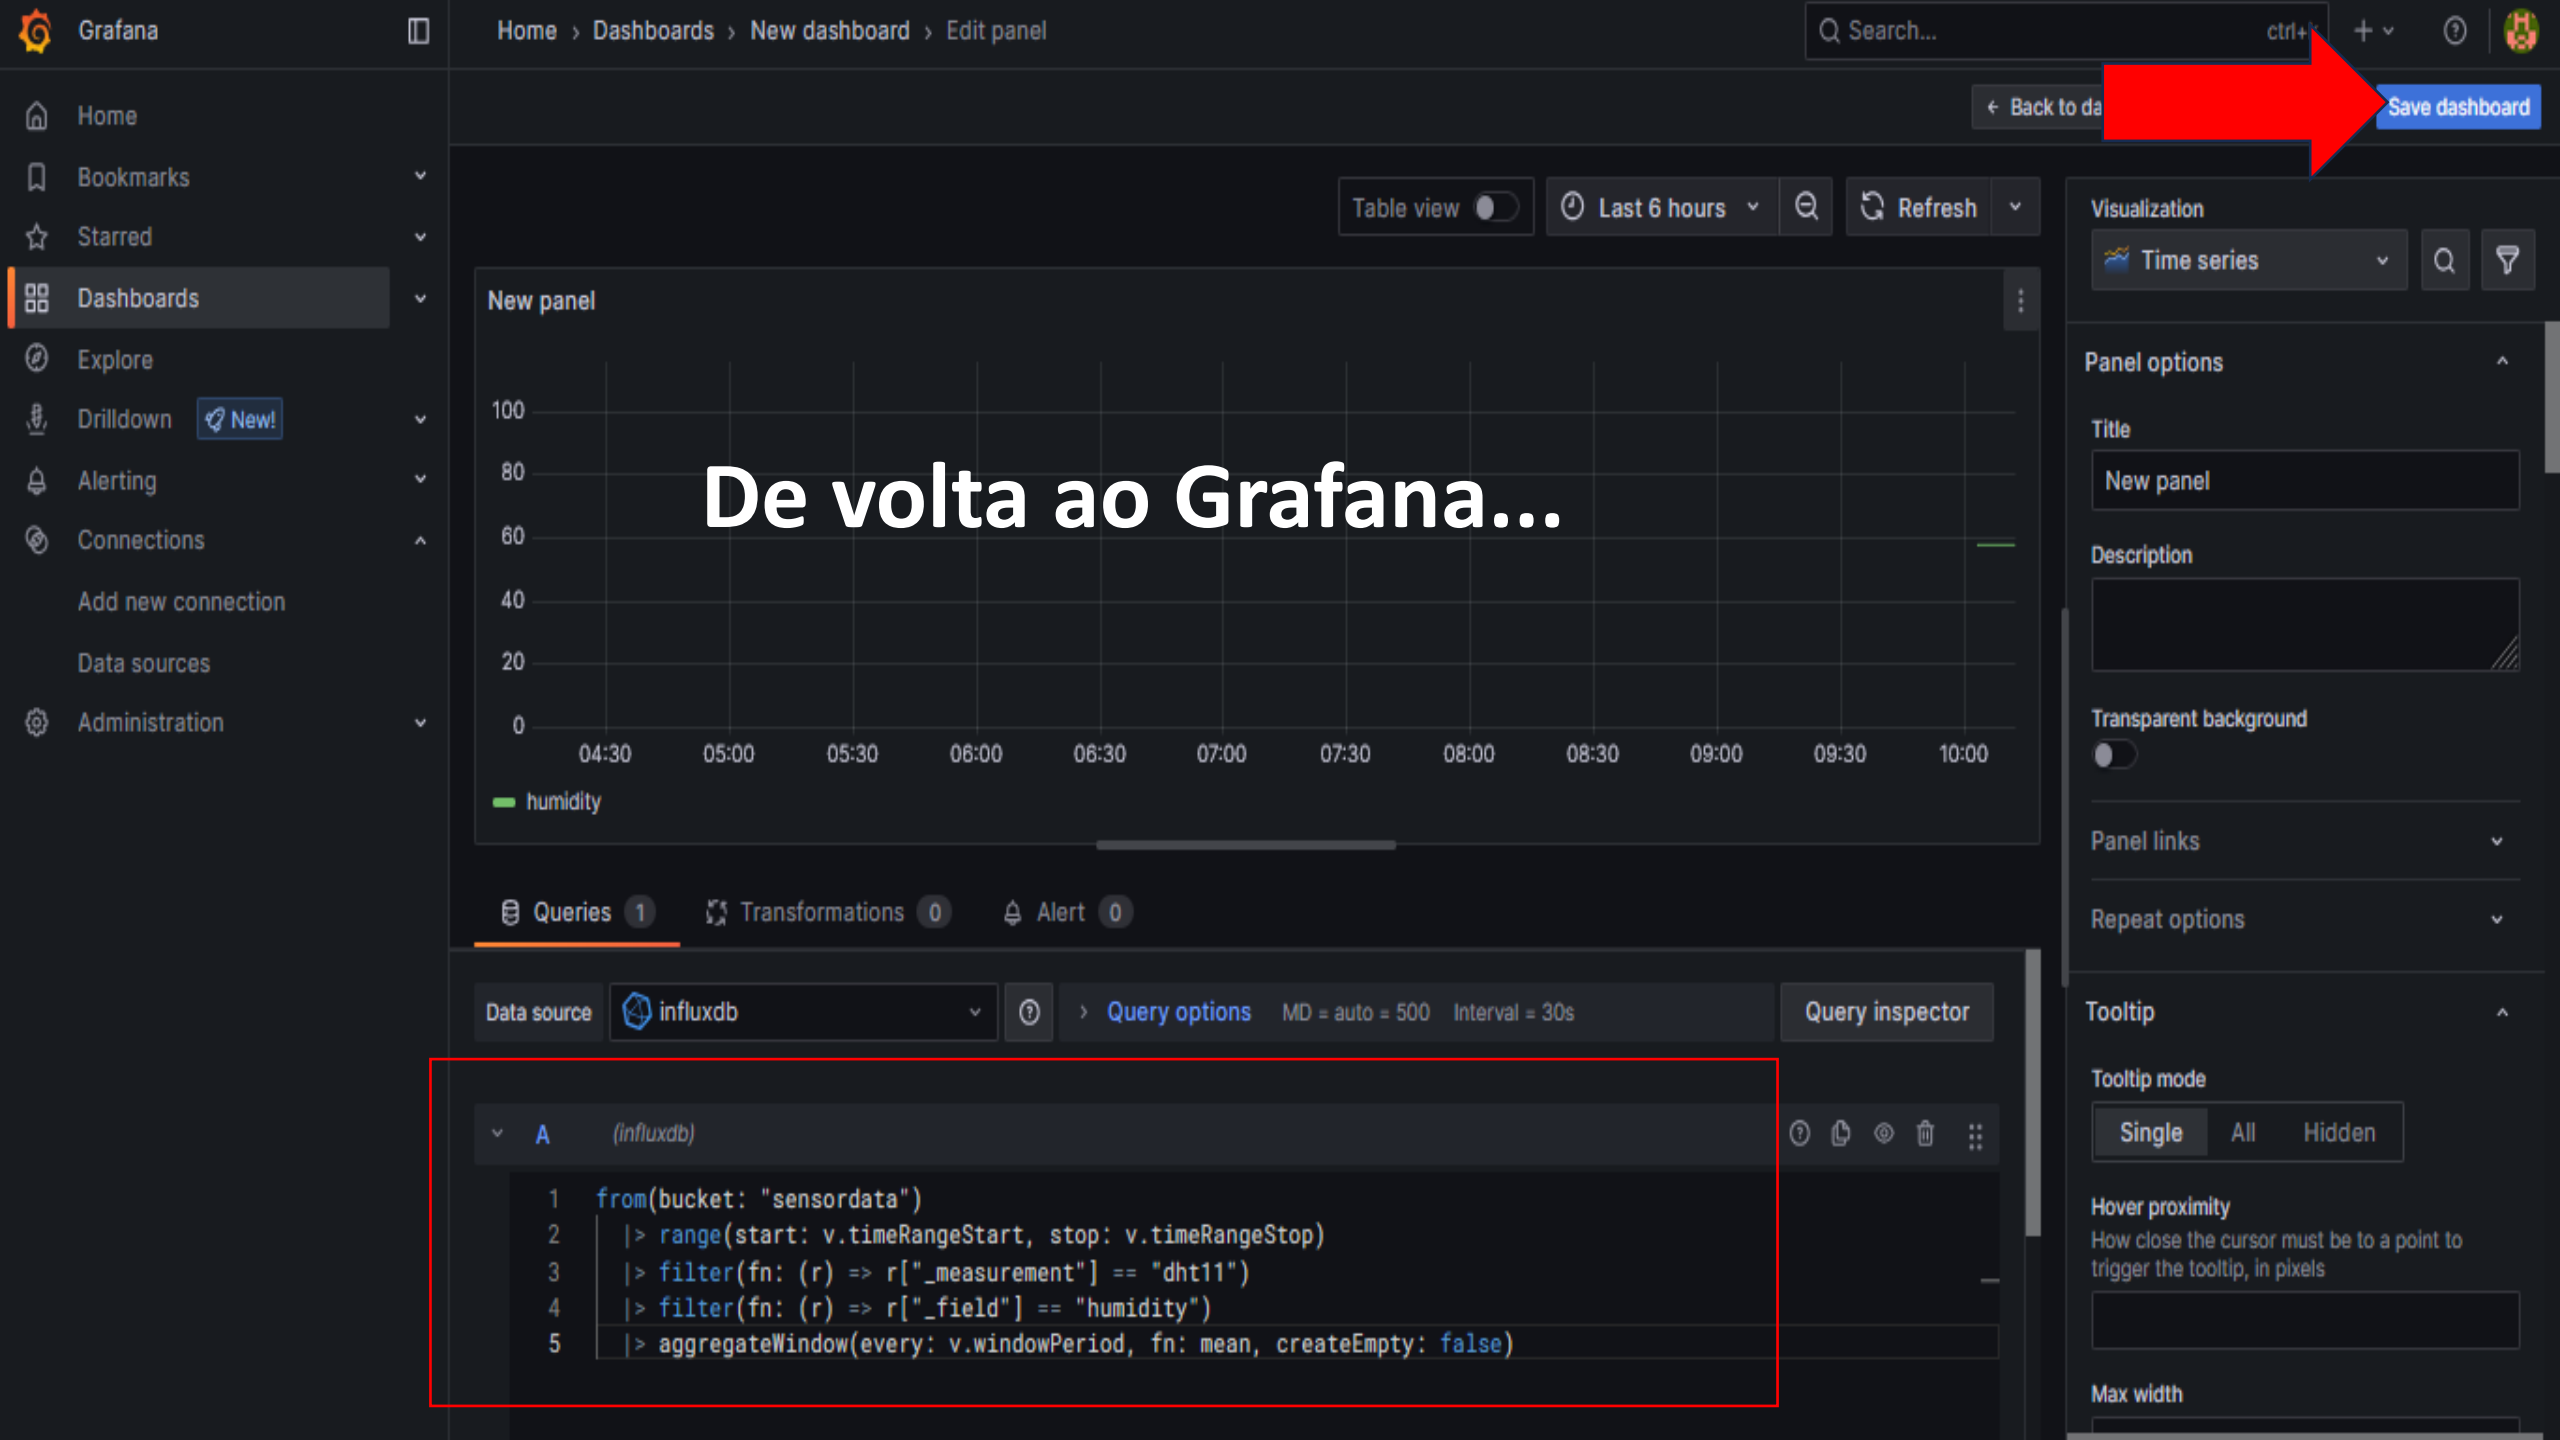 Grafana
Home › Dashboards › New dashboard › Edit panel
Search...
ctrl+
Back to da
Save dashboard
Home
Bookmarks
Starred
Dashboards
Explore
Drilldown
New!
Alerting
Connections
Add new connection
Data sources
Administration
Table view
Last 6 hours
Refresh
New panel
100
80
60
40
20
0
De volta ao Grafana...
04:30 05:00 05:30 06:00 06:30 07:00 07:30 08:00 08:30 09:00 09:30 10:00
humidity
Queries 1
Transformations 0
Alert 0
Data source
influxdb
Query options
MD = auto = 500
Interval = 30s
Query inspector
A
(influxdb)
1 from(bucket: "sensordata")
2 |> range(start: v.timeRangeStart, stop: v.timeRangeStop)
3 |> filter(fn: (r) => r["_measurement"] == "dht11")
4 |> filter(fn: (r) => r["_field"] == "humidity")
5 |> aggregateWindow(every: v.windowPeriod, fn: mean, createEmpty: false)
Visualization
Time series
Panel options
Title
New panel
Description
Transparent background
Panel links
Repeat options
Tooltip
Tooltip mode
Single All Hidden
Hover proximity
How close the cursor must be to a point to
trigger the tooltip, in pixels
Max width